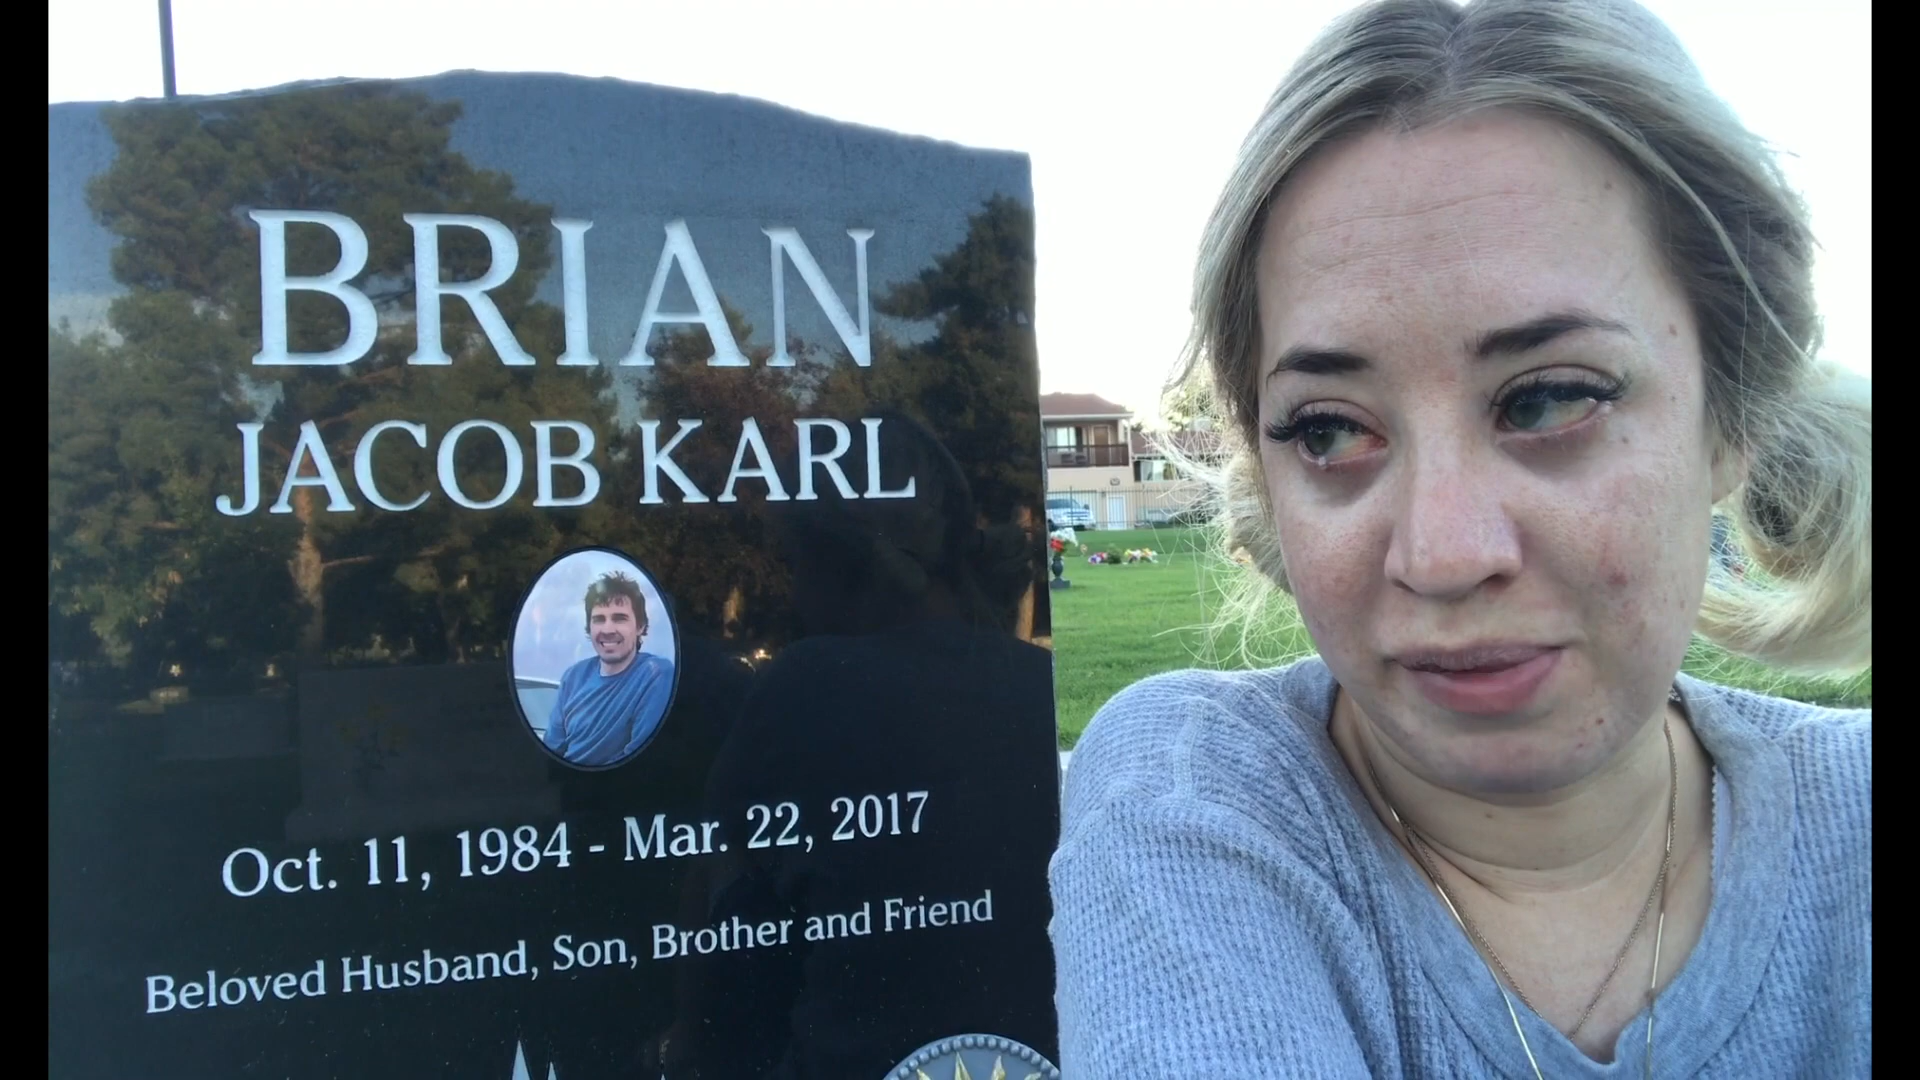 BRIAN
JACOB KARL
Oct. 11, 1984 - Mar. 22, 2017
Beloved Husband, Son, Brother and Friend